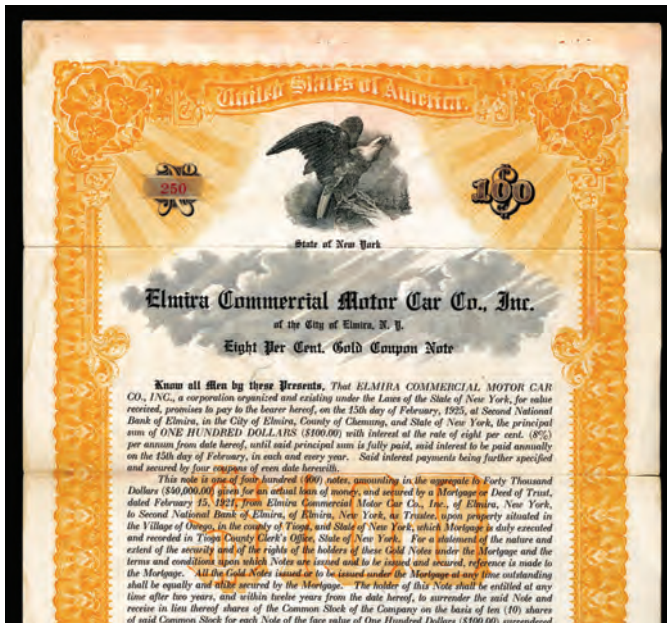 United States of America.
250
No
$100
State of New York
Elmira Commercial Motor Car Co., Inc.
of the City of Elmira, N. Y.
Eight Per Cent. Gold Coupon Note
Know all Men by these Presents, That ELMIRA COMMERCIAL MOTOR CAR
CO., INC., a corporation organized and existing under the Laws of the State of New York, for value
received, promises to pay to the bearer hereof, on the 15th day of February, 1925, at Second National
Bank of Elmira, in the City of Elmira, County of Chemung, and State of New York, the principal
sum of ONE HUNDRED DOLLARS ($100.00) with interest at the rate of eight per cent. (8%)
per annum from date hereof, until said principal sum is fully paid, said interest to be paid annually
on the 15th day of February, in each and every year. Said interest payments being further specified
and secured by four coupons of even date herewith.
This note is one of four hundred (400) notes, amounting in the aggregate to Forty Thousand
Dollars ($40,000.00) given for an actual loan of money, and secured by a Mortgage or Deed of Trust,
dated February 15, 1921, from Elmira Commercial Motor Car Co., Inc., of Elmira, New York,
to Second National Bank of Elmira, of Elmira, New York, as Trustee, upon property situated in
the Village of Owego, in the county of Tioga, and State of New York, which Mortgage is duly executed
and recorded in Tioga County Clerk's Office, State of New York. For a statement of the nature and
extent of the security and of the rights of the holders of these Gold Notes under the Mortgage and the
terms and conditions upon which Notes are issued and to be issued and secured, reference is made to
the Mortgage. All the Gold Notes issued or to be issued under the Mortgage at any time outstanding
shall be equally and alike secured by the Mortgage. The holder of this Note shall be entitled at any
time after two years, and within twelve years from the date hereof, to surrender the said Note and
receive in lieu thereof shares of the Common Stock of the Company on the basis of ten (10) shares
of said Common Stock for each Note of the face value of One Hundred Dollars ($100.00) surrendered